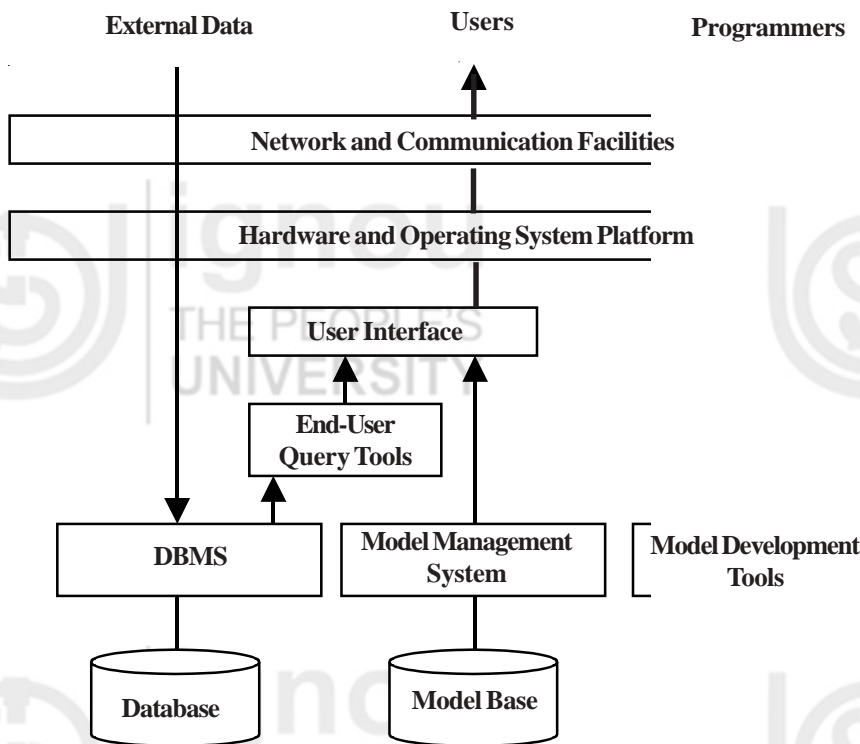 External Data
Users
Programmers
Network and Communication Facilities
Hardware and Operating System Platform
ignou
THE PEOPLE'S
UNIVERSITY
User Interface
End-User
Query Tools
DBMS
Model Management
System
Model Development
Tools
Database
Model Base